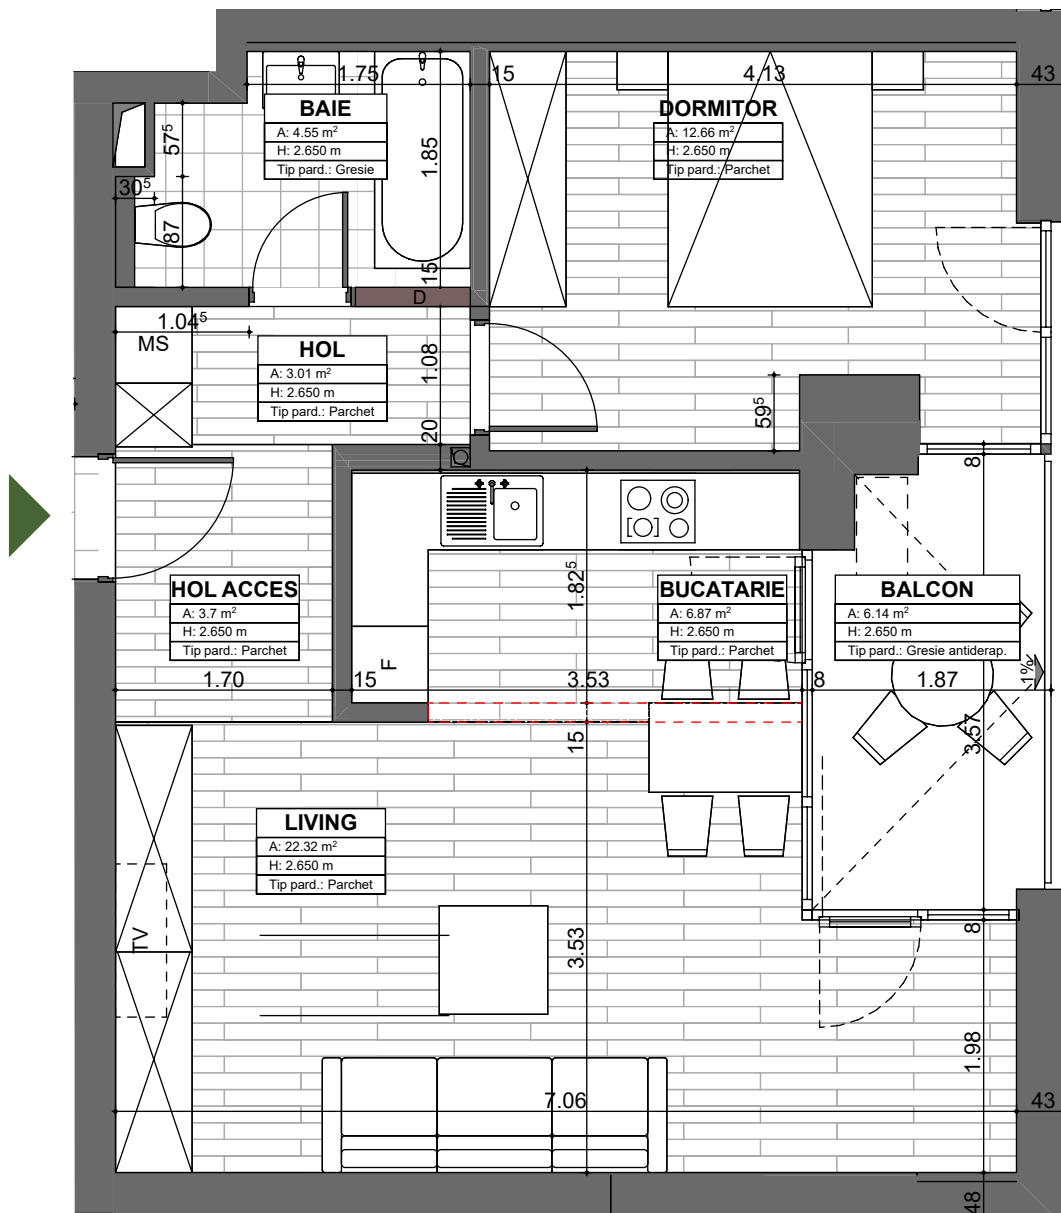 1.75
15
4.13
43
BAIE
A: 4.55 m²
H: 2.650 m
Tip pard.: Gresie
DORMITOR
A: 12.66 m²
H: 2.650 m
Tip pard.: Parchet
57⁵
1.85
30⁵
87
15
D
1.04⁵
MS
HOL
A: 3.01 m²
H: 2.650 m
Tip pard.: Parchet
1.08
20
59⁵
8
HOL ACCES
A: 3.7 m²
H: 2.650 m
Tip pard.: Parchet
1.82⁵
BUCATARIE
A: 6.87 m²
H: 2.650 m
Tip pard.: Parchet
BALCON
A: 6.14 m²
H: 2.650 m
Tip pard.: Gresie antiderap.
F
1%
1.70
15
3.53
8
1.87
15
3.57
LIVING
A: 22.32 m²
H: 2.650 m
Tip pard.: Parchet
TV
3.53
8
1.98
7.06
43
48